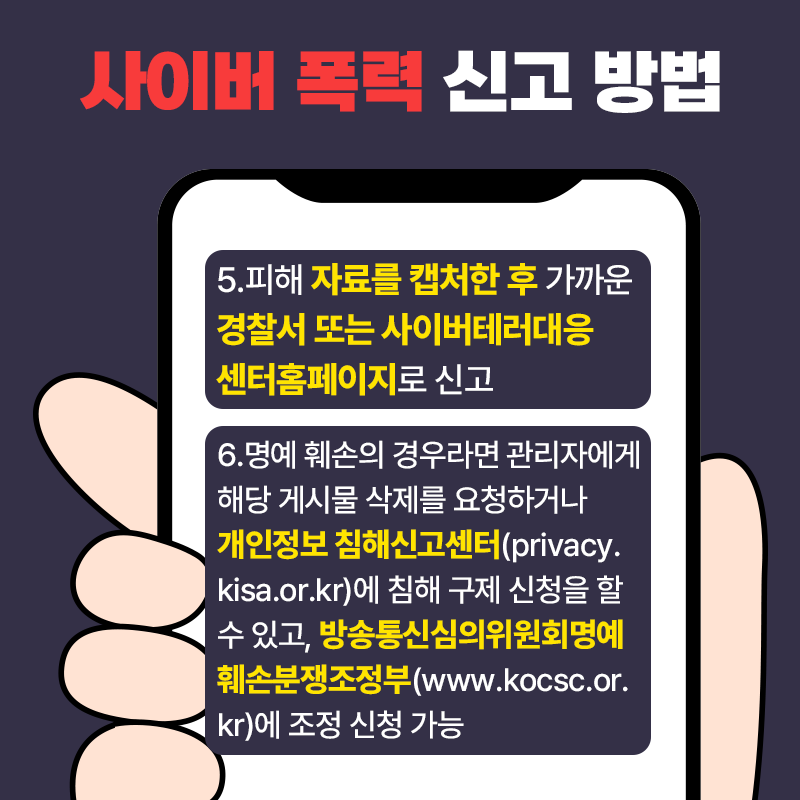 사이버 폭력 신고 방법
5.피해 자료를 캡처한 후 가까운
경찰서 또는 사이버테러대응
센터홈페이지로 신고
6.명예 훼손의 경우라면 관리자에게
해당 게시물 삭제를 요청하거나
개인정보 침해신고센터(privacy.
kisa.or.kr)에 침해 구제 신청을 할
수 있고, 방송통신심의위원회명예
훼손분쟁조정부(www.kocsc.or.
kr)에 조정 신청 가능